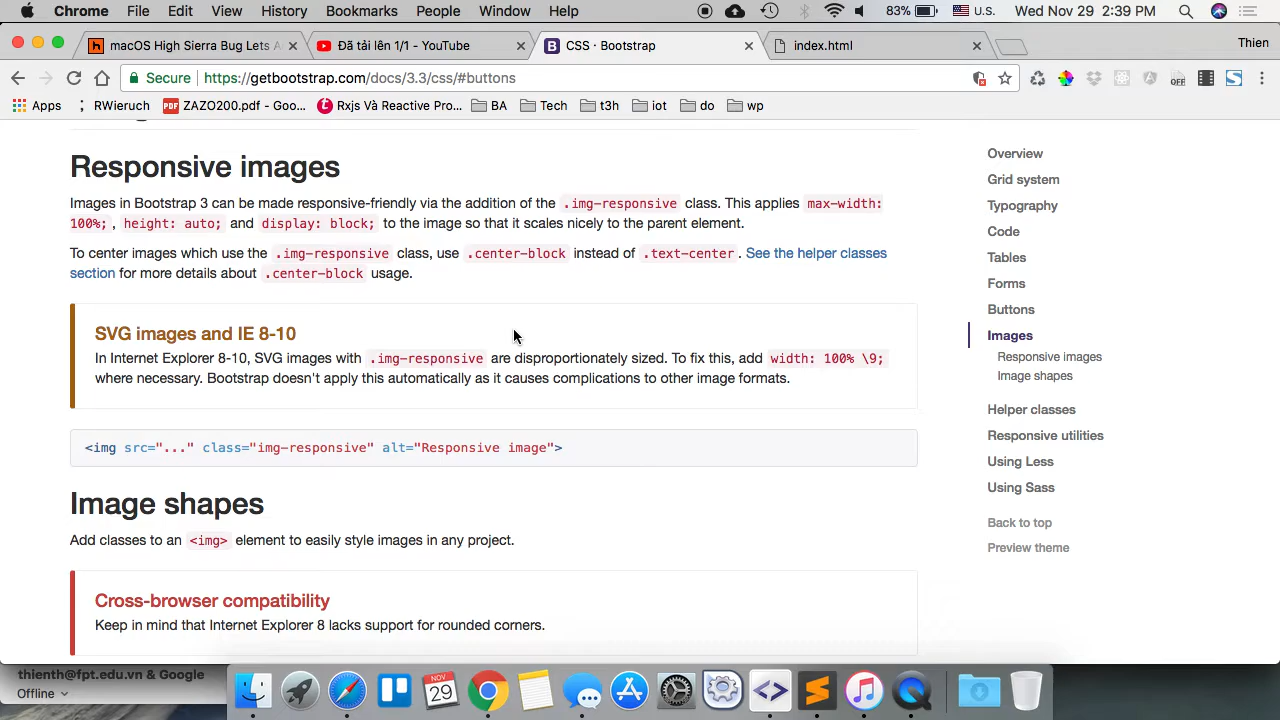 Chrome File Edit View History Bookmarks People Window Help 83% U.S. Wed Nov 29 2:39 PM
macOS High Sierra Bug Lets A Đã tải lên 1/1 - YouTube CSS · Bootstrap index.html Thien
Secure https://getbootstrap.com/docs/3.3/css/#buttons OFF
Apps RWieruch ZAZO200.pdf - Goo... Rxjs Và Reactive Pro... BA Tech t3h iot do wp
Responsive images
Images in Bootstrap 3 can be made responsive-friendly via the addition of the .img-responsive class. This applies max-width:
100%; , height: auto; and display: block; to the image so that it scales nicely to the parent element.
To center images which use the .img-responsive class, use .center-block instead of .text-center . See the helper classes
section for more details about .center-block usage.
SVG images and IE 8-10
In Internet Explorer 8-10, SVG images with .img-responsive are disproportionately sized. To fix this, add width: 100% \9;
where necessary. Bootstrap doesn't apply this automatically as it causes complications to other image formats.
<img src="..." class="img-responsive" alt="Responsive image">
Image shapes
Add classes to an <img> element to easily style images in any project.
Cross-browser compatibility
Keep in mind that Internet Explorer 8 lacks support for rounded corners.
Overview
Grid system
Typography
Code
Tables
Forms
Buttons
Images
Responsive images
Image shapes
Helper classes
Responsive utilities
Using Less
Using Sass
Back to top
Preview theme
thienth@fpt.edu.vn & Google
Offline
NOV
29